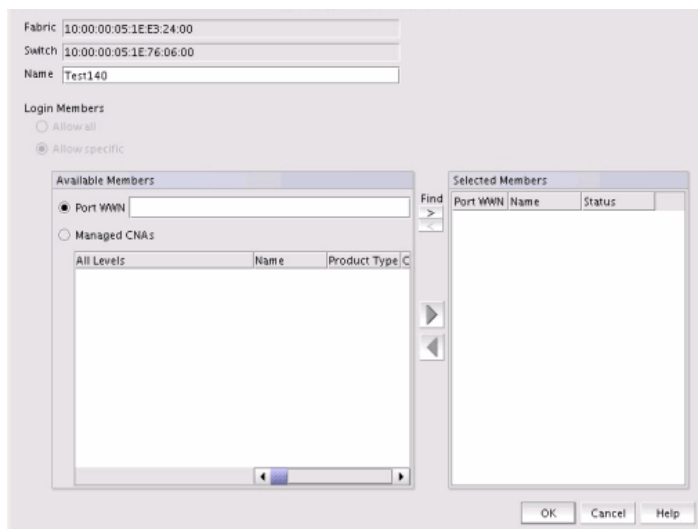 Fabric 10:00:00:05:1E:E3:24:00
Switch 10:00:00:05:1E:76:06:00
Name Test140
Login Members
Allow all
Allow specific
Available Members
Port WWN
Managed CNAs
All Levels Name Product Type C
Find
>
<
Selected Members
Port WWN Name Status
OK Cancel Help